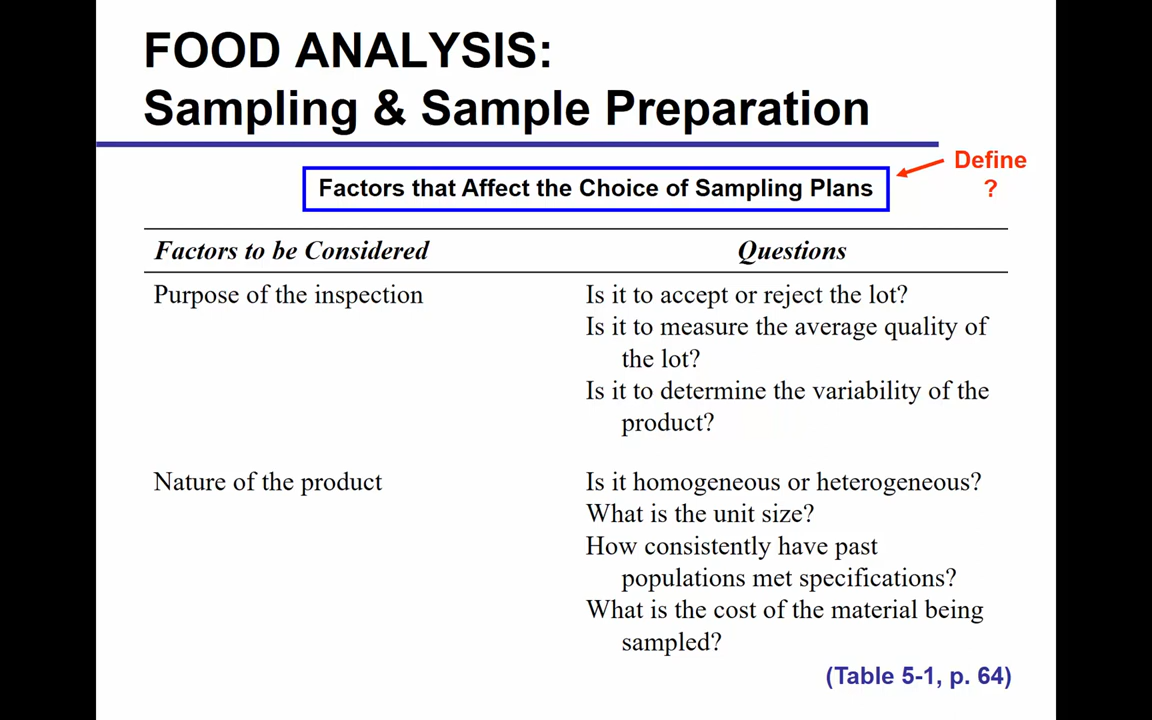 FOOD ANALYSIS:
Sampling & Sample Preparation
Define
?
Factors that Affect the Choice of Sampling Plans
Factors to be Considered
Questions
Purpose of the inspection
Is it to accept or reject the lot?
Is it to measure the average quality of
the lot?
Is it to determine the variability of the
product?
Nature of the product
Is it homogeneous or heterogeneous?
What is the unit size?
How consistently have past
populations met specifications?
What is the cost of the material being
sampled?
(Table 5-1, p. 64)